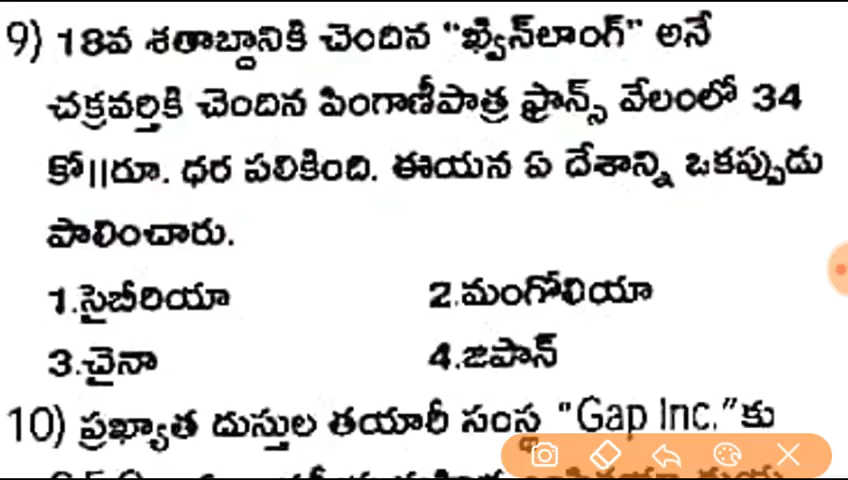 9) 18వ శతాబ్దానికి చెందిన "ఖ్విన్‌లాంగ్" అనే
చక్రవర్తికి చెందిన పింగాణీపాత్ర ఫ్రాన్స్ వేలంలో 34
కో||రూ. ధర పలికింది. ఈయన ఏ దేశాన్ని ఒకప్పుడు
పాలించారు.
1.సైబీరియా 2.మంగోలియా
3.చైనా 4.జపాన్
10) ప్రఖ్యాత దుస్తుల తయారీ సంస్థ "Gap Inc."కు